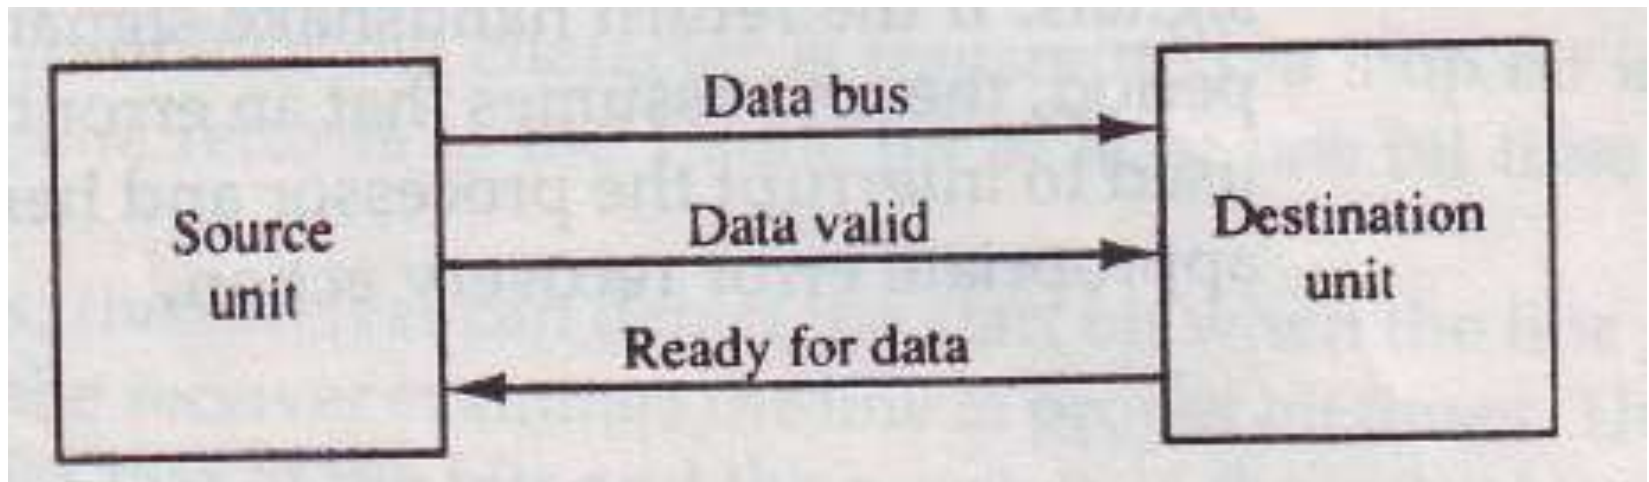 Data bus
Source
unit
Data valid
Destination
unit
Ready for data